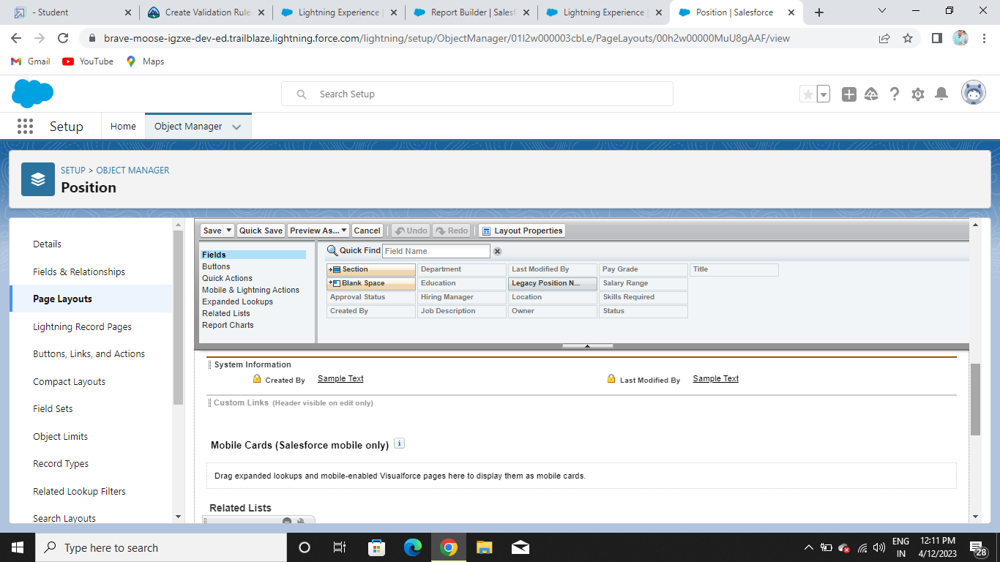 - Student
Create Validation Rule
Lightning Experience
Report Builder | Salesf
Lightning Experience |
Position | Salesforce
brave-moose-igzxe-dev-ed.trailblaze.lightning.force.com/lightning/setup/ObjectManager/01I2w000003cbLe/PageLayouts/00h2w00000MuU8gAAF/view
Gmail YouTube Maps
Search Setup
Setup Home Object Manager
SETUP > OBJECT MANAGER
Position
Details
Fields & Relationships
Page Layouts
Lightning Record Pages
Buttons, Links, and Actions
Compact Layouts
Field Sets
Object Limits
Record Types
Related Lookup Filters
Search Layouts
Save Quick Save Preview As... Cancel Undo Redo Layout Properties
Fields
Buttons
Quick Actions
Mobile & Lightning Actions
Expanded Lookups
Related Lists
Report Charts
Quick Find Field Name
Section Department Last Modified By Pay Grade Title
Blank Space Education Legacy Position N... Salary Range
Approval Status Hiring Manager Location Skills Required
Created By Job Description Owner Status
System Information
Created By Sample Text Last Modified By Sample Text
Custom Links (Header visible on edit only)
Mobile Cards (Salesforce mobile only) i
Drag expanded lookups and mobile-enabled Visualforce pages here to display them as mobile cards.
Related Lists
Type here to search
ENG
IN
12:11 PM
4/12/2023
28